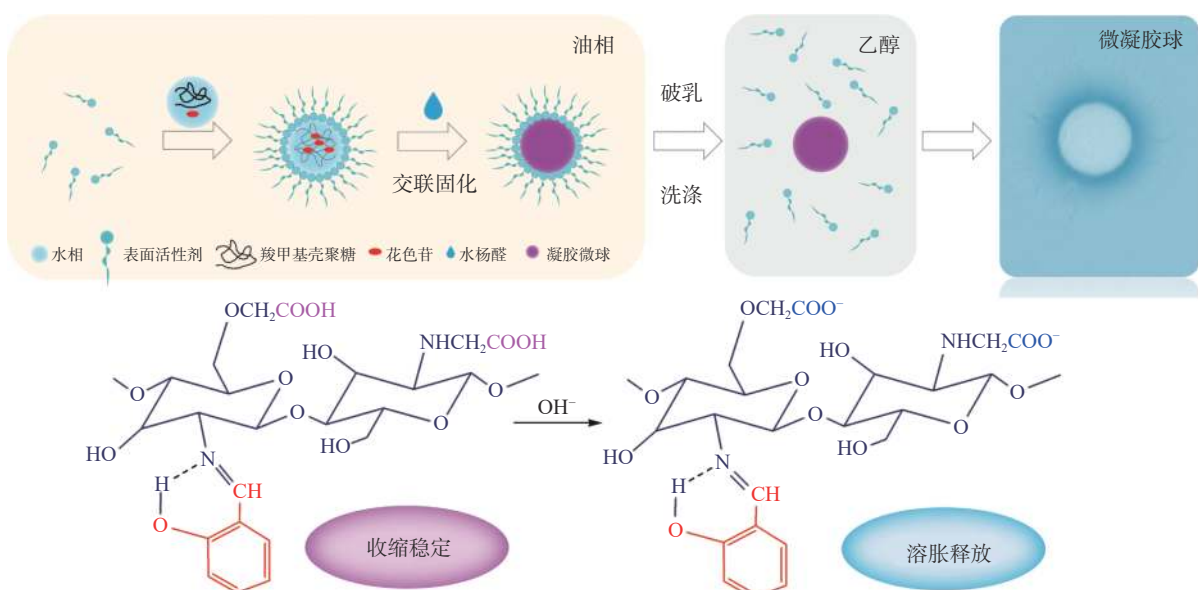 油相
乙醇
微凝胶球
交联固化
破乳
洗涤
水相
表面活性剂
羧甲基壳聚糖
花色苷
水杨醛
凝胶微球
OCH₂COOH
NHCH₂COOH
HO
O
O
O
O
O
HO
HO
N
H
CH
O
OH⁻
OCH₂COO⁻
NHCH₂COO⁻
HO
O
O
O
O
O
HO
HO
N
H
CH
O
收缩稳定
溶胀释放